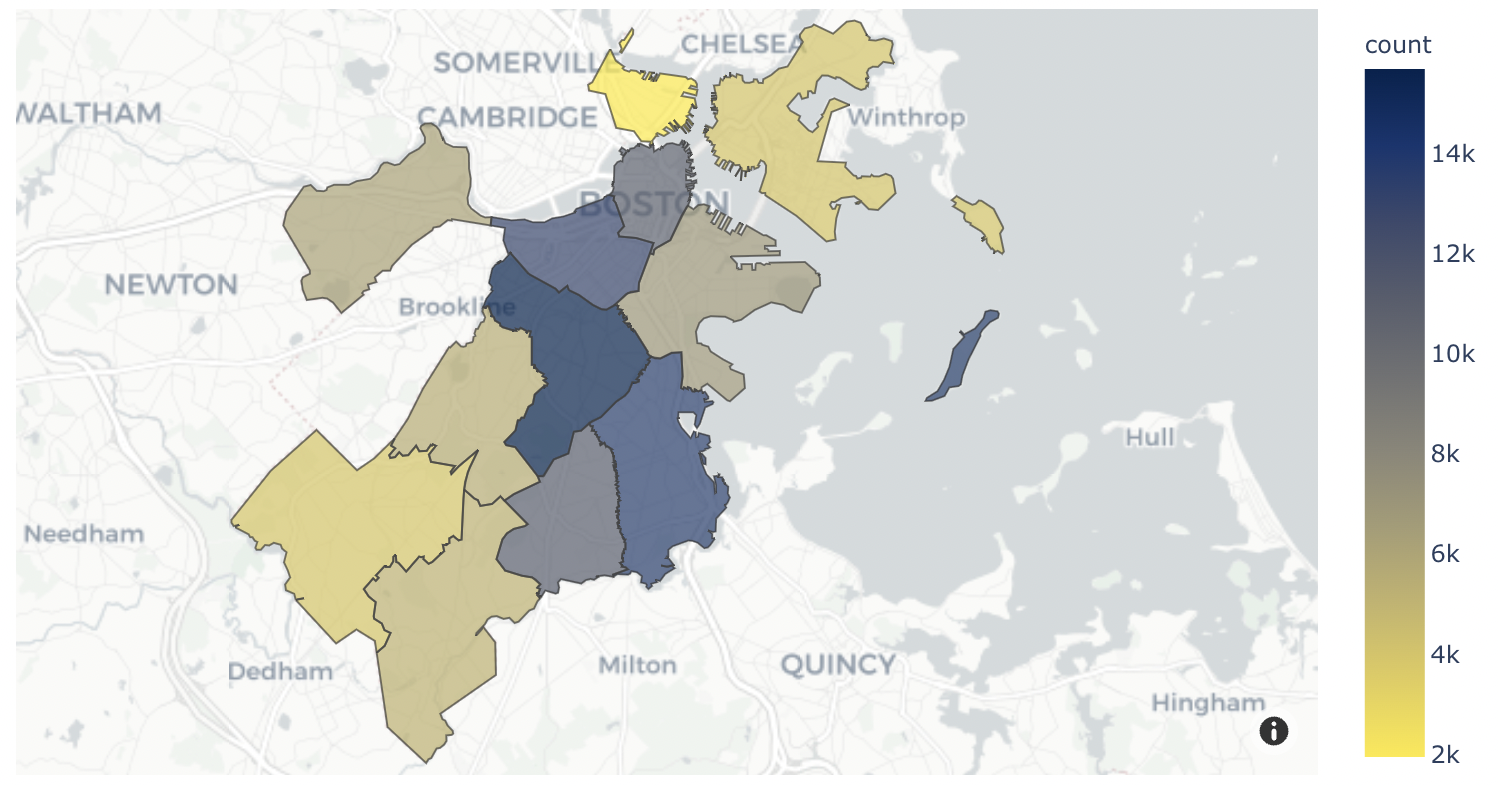 count
CHELSEA
SOMERVILLE
WALTHAM
CAMBRIDGE
Winthrop
14k
BOSTON
12k
NEWTON
Brookline
10k
Hull
8k
Needham
6k
Dedham
Milton
QUINCY
4k
Hingham
2k